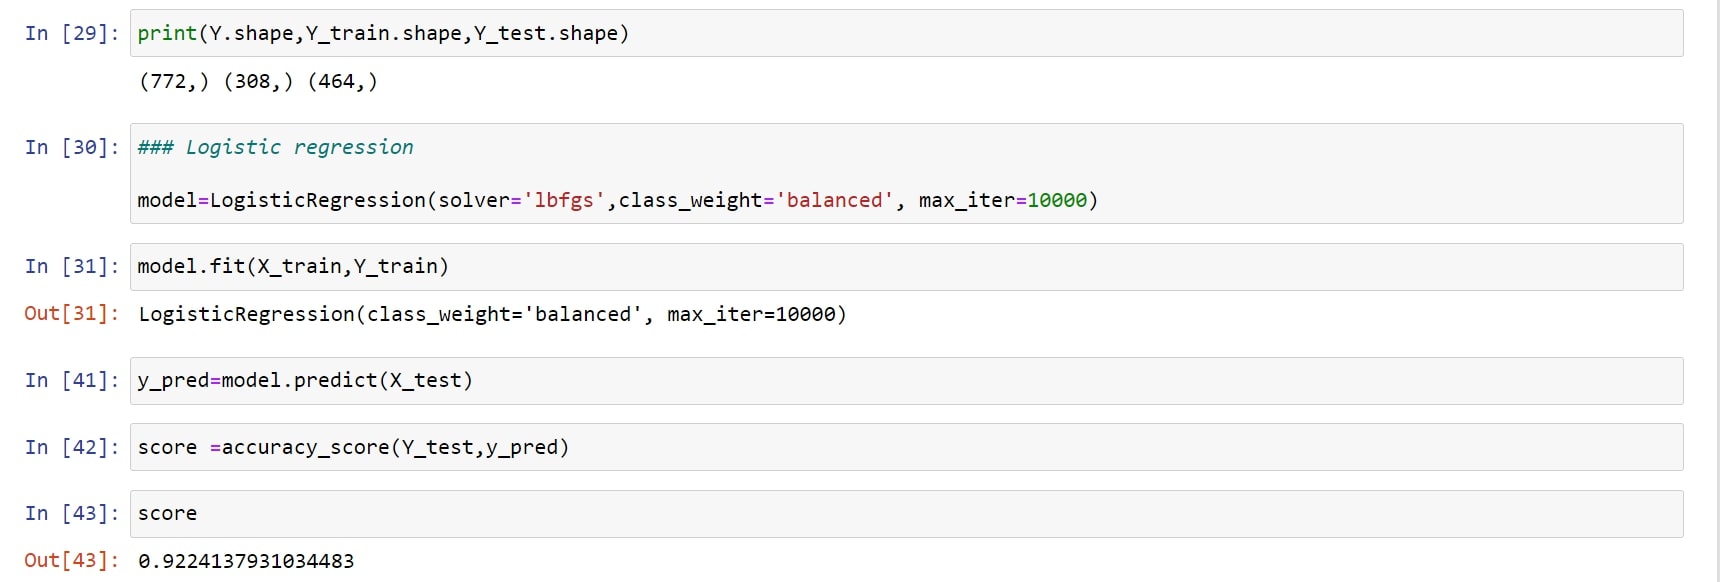 In [29]: print(Y.shape,Y_train.shape,Y_test.shape)
(772,) (308,) (464,)
In [30]: ### Logistic regression
model=LogisticRegression(solver='lbfgs',class_weight='balanced', max_iter=10000)
In [31]: model.fit(X_train,Y_train)
Out[31]: LogisticRegression(class_weight='balanced', max_iter=10000)
In [41]: y_pred=model.predict(X_test)
In [42]: score =accuracy_score(Y_test,y_pred)
In [43]: score
Out[43]: 0.9224137931034483